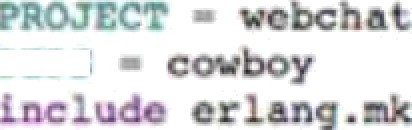 PROJECT = webchat
= cowboy
include erlang.mk